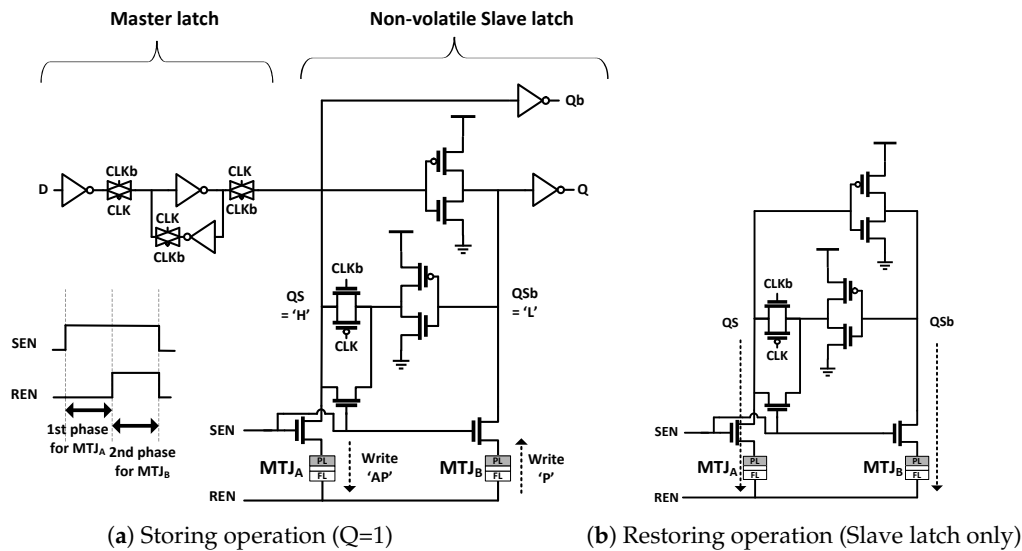 Master latch
Non-volatile Slave latch
Qb
D
CLKb
CLK
CLK
CLKb
CLK
CLKb
Q
QS
= 'H'
CLKb
CLK
QSb
= 'L'
SEN
REN
1st phase
for MTJA
2nd phase
for MTJB
SEN
REN
MTJA
PL
FL
Write
'AP'
MTJB
PL
FL
Write
'P'
(a) Storing operation (Q=1)
QS
CLKb
CLK
QSb
SEN
REN
MTJA
PL
FL
MTJB
PL
FL
(b) Restoring operation (Slave latch only)